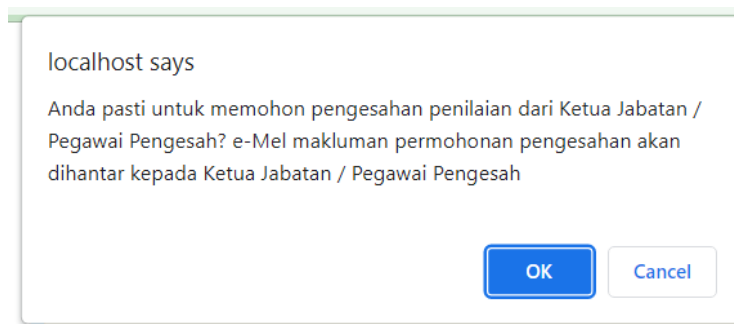 localhost says
Anda pasti untuk memohon pengesahan penilaian dari Ketua Jabatan /
Pegawai Pengesah? e-Mel makluman permohonan pengesahan akan
dihantar kepada Ketua Jabatan / Pegawai Pengesah
OK
Cancel